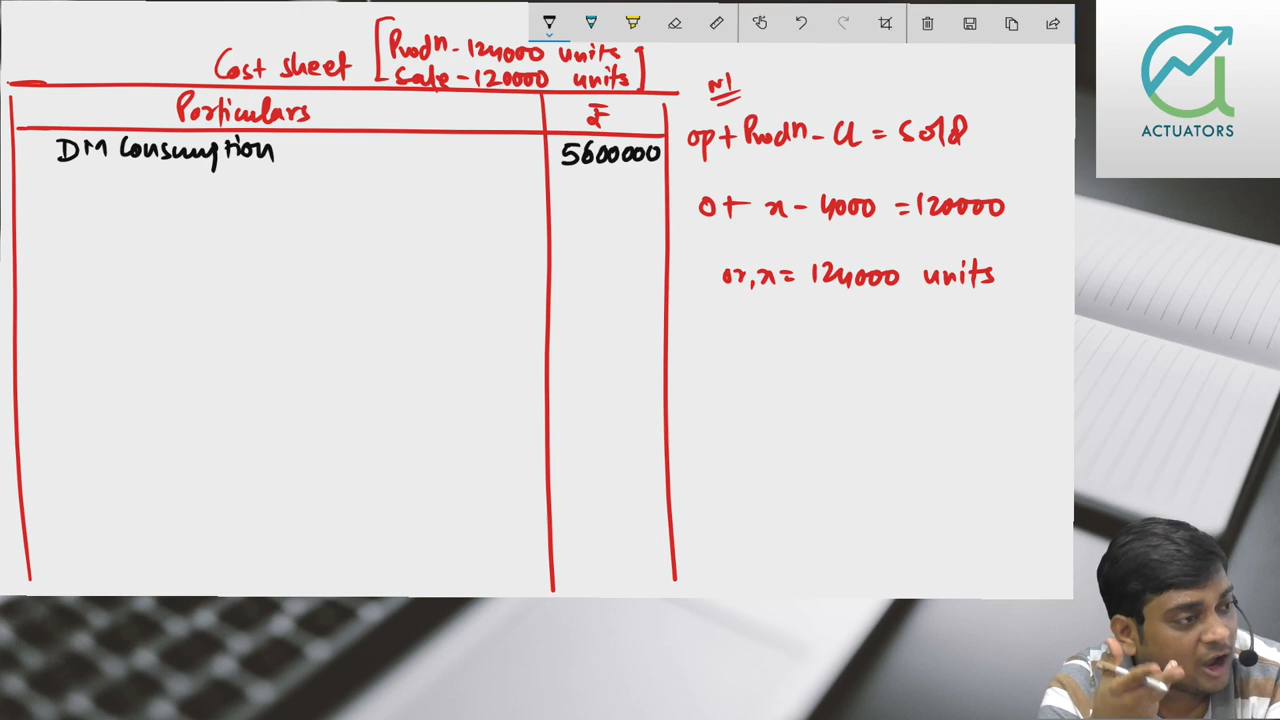 Cost sheet [Prodn - 124000 units
Sale - 120000 units]
Particulars ₹
DM Consumption 5600000
N1
op + Prodn - Cl = Sold
0 + x - 4000 = 120000
or, x = 124000 units
ACTUATORS